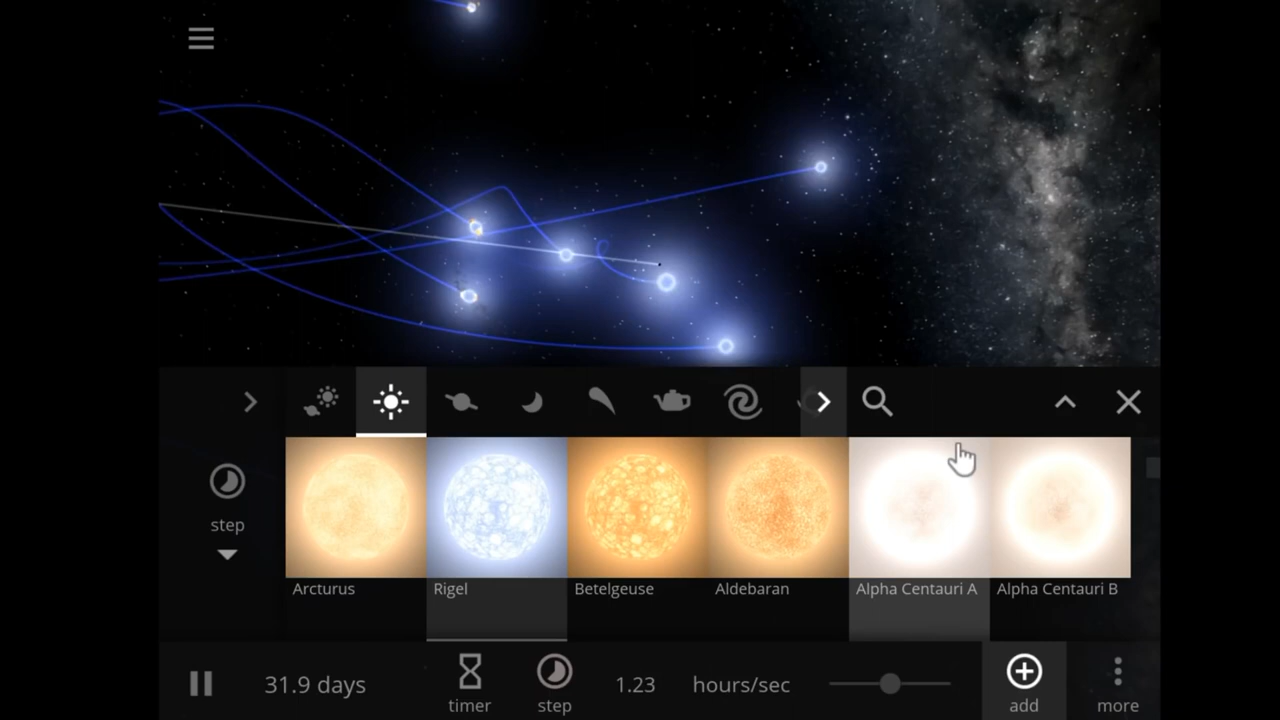 step
Arcturus
Rigel
Betelgeuse
Aldebaran
Alpha Centauri A
Alpha Centauri B
31.9 days
timer
step
1.23
hours/sec
add
more